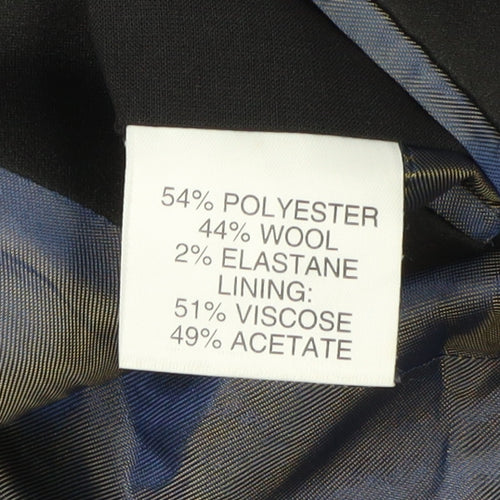 54% POLYESTER
44% WOOL
2% ELASTANE
LINING:
51% VISCOSE
49% ACETATE